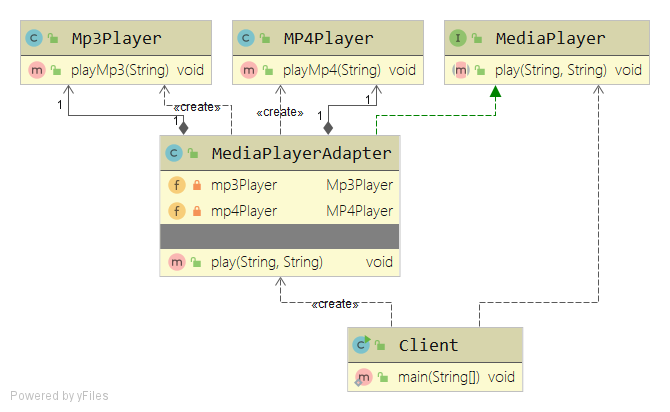 C Mp3Player
m playMp3(String) void
C MP4Player
m playMp4(String) void
I MediaPlayer
(m) play(String, String) void
1
«create»
1
«create»
1
1
C MediaPlayerAdapter
f mp3Player Mp3Player
f mp4Player MP4Player
m play(String, String) void
«create»
C Client
m main(String[]) void
Powered by yFiles